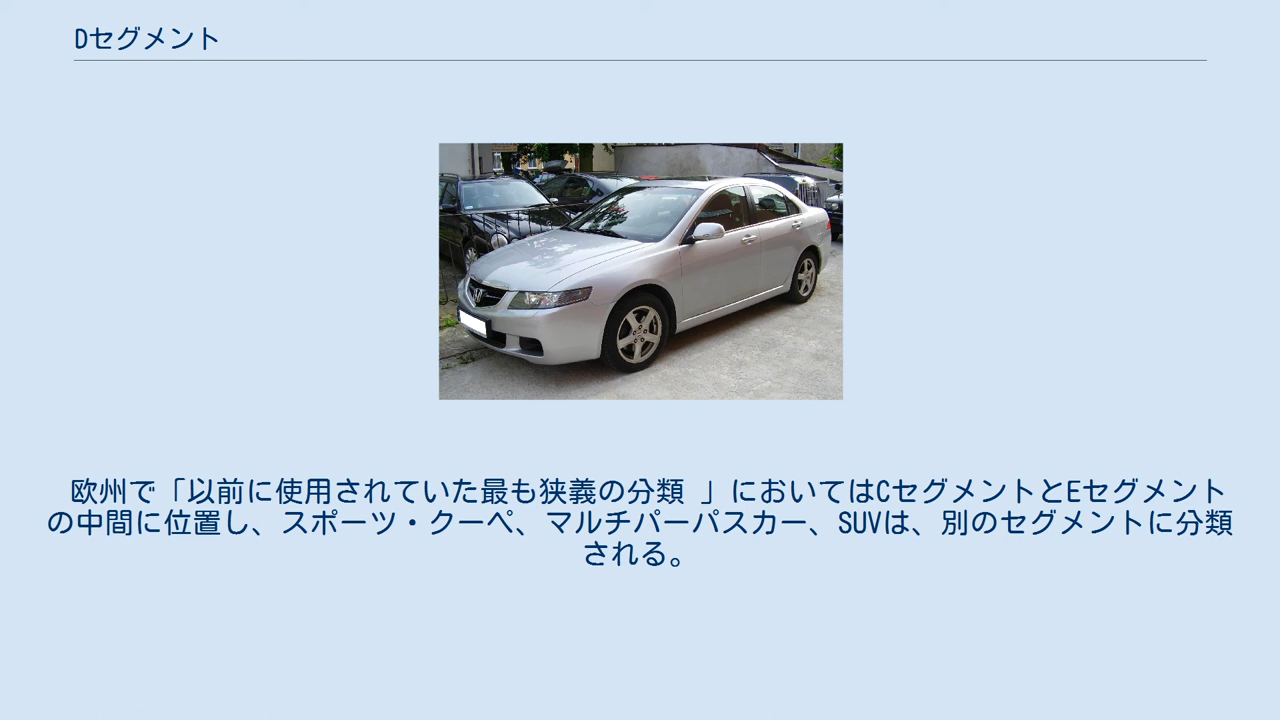 Dセグメント
欧州で「以前に使用されていた最も狭義の分類 」においてはCセグメントとEセグメント
の中間に位置し、スポーツ・クーペ、マルチパーパスカー、SUVは、別のセグメントに分類
される。